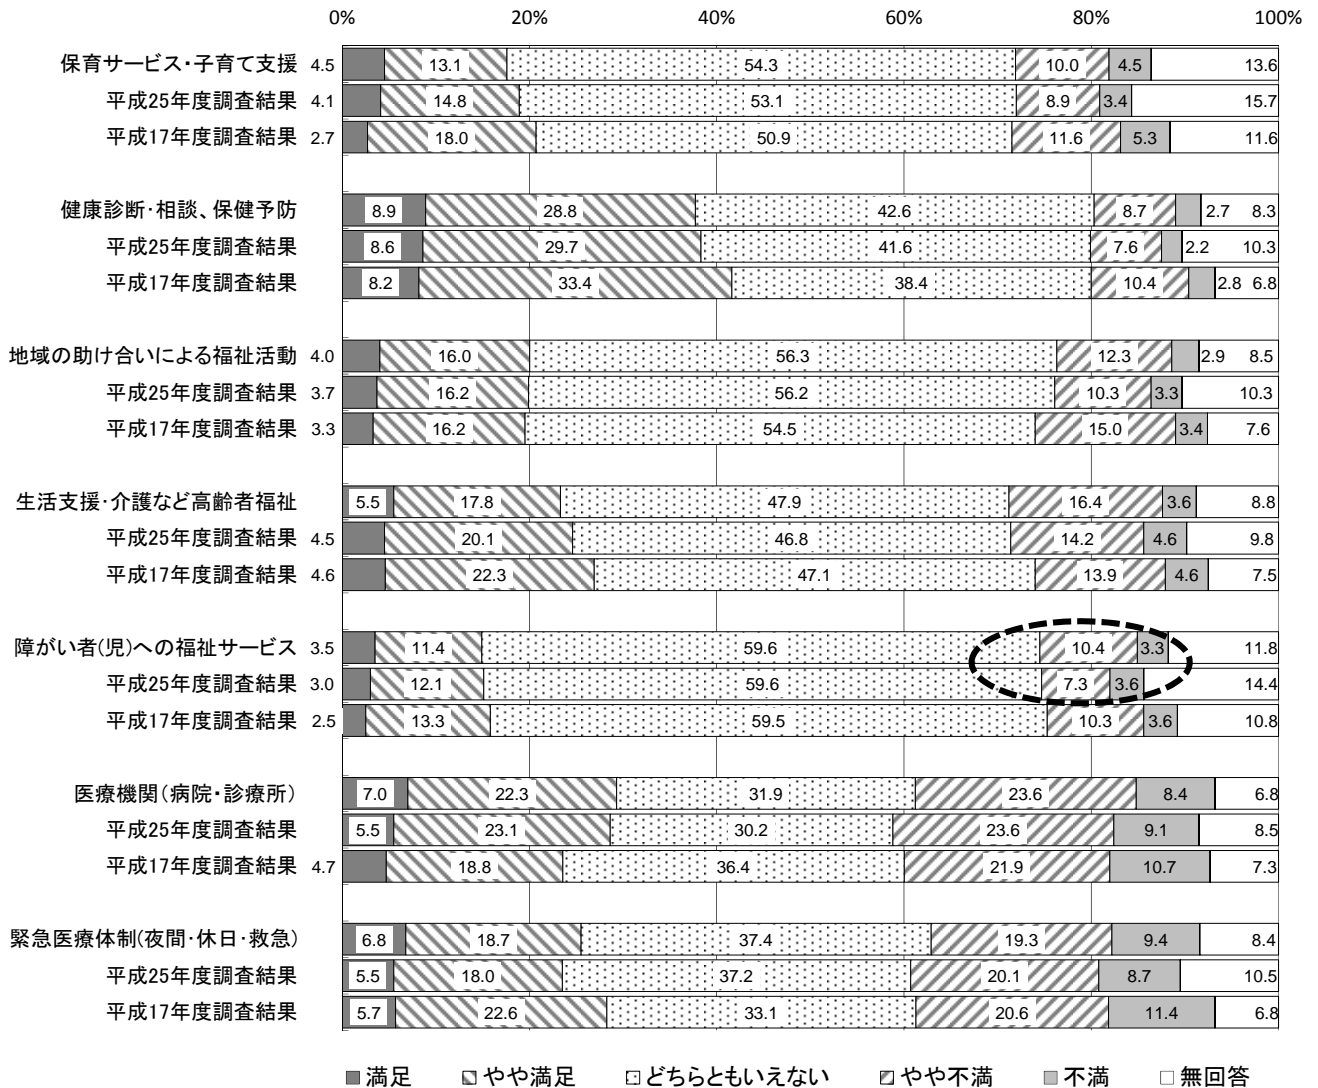 0% 20% 40% 60% 80% 100%
保育サービス・子育て支援 4.5 13.1 54.3 10.0 4.5 13.6
平成25年度調査結果 4.1 14.8 53.1 8.9 3.4 15.7
平成17年度調査結果 2.7 18.0 50.9 11.6 5.3 11.6
健康診断・相談、保健予防 8.9 28.8 42.6 8.7 2.7 8.3
平成25年度調査結果 8.6 29.7 41.6 7.6 2.2 10.3
平成17年度調査結果 8.2 33.4 38.4 10.4 2.8 6.8
地域の助け合いによる福祉活動 4.0 16.0 56.3 12.3 2.9 8.5
平成25年度調査結果 3.7 16.2 56.2 10.3 3.3 10.3
平成17年度調査結果 3.3 16.2 54.5 15.0 3.4 7.6
生活支援・介護など高齢者福祉 5.5 17.8 47.9 16.4 3.6 8.8
平成25年度調査結果 4.5 20.1 46.8 14.2 4.6 9.8
平成17年度調査結果 4.6 22.3 47.1 13.9 4.6 7.5
障がい者(児)への福祉サービス 3.5 11.4 59.6 10.4 3.3 11.8
平成25年度調査結果 3.0 12.1 59.6 7.3 3.6 14.4
平成17年度調査結果 2.5 13.3 59.5 10.3 3.6 10.8
医療機関（病院・診療所） 7.0 22.3 31.9 23.6 8.4 6.8
平成25年度調査結果 5.5 23.1 30.2 23.6 9.1 8.5
平成17年度調査結果 4.7 18.8 36.4 21.9 10.7 7.3
緊急医療体制(夜間・休日・救急) 6.8 18.7 37.4 19.3 9.4 8.4
平成25年度調査結果 5.5 18.0 37.2 20.1 8.7 10.5
平成17年度調査結果 5.7 22.6 33.1 20.6 11.4 6.8
満足 やや満足 どちらともいえない やや不満 不満 無回答